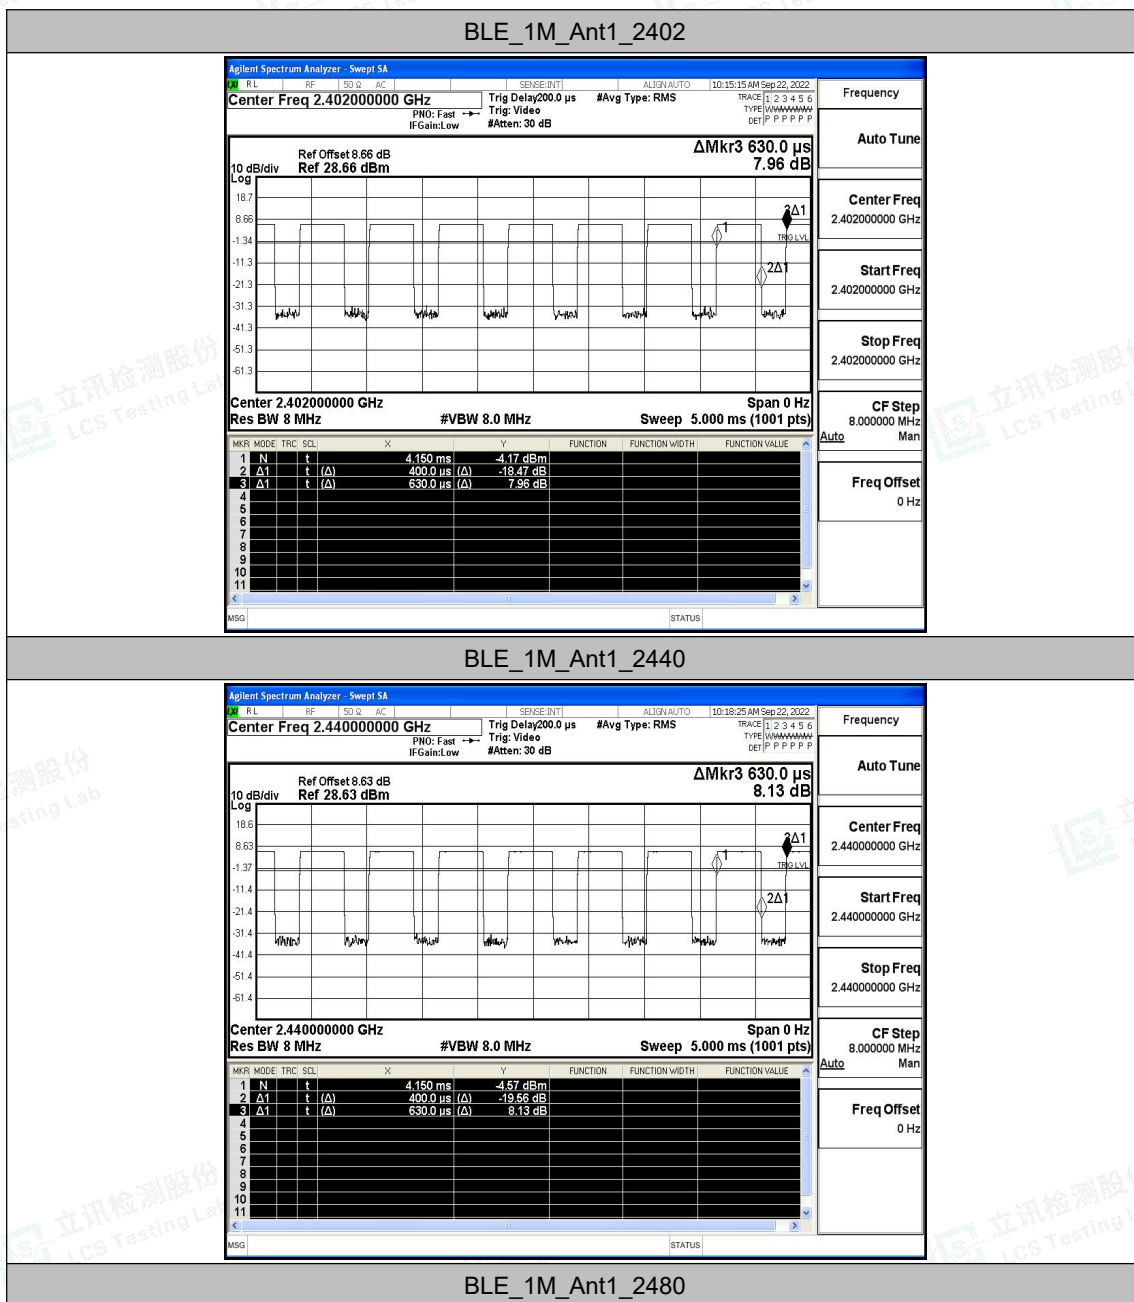 BLE_1M_Ant1_2402
Agilent Spectrum Analyzer - Swept SA
RL RF 50 Ω AC SENSE:INT ALIGN AUTO 10:15:15 AM Sep 22, 2022
Center Freq 2.402000000 GHz Trig Delay200.0 µs #Avg Type: RMS TRACE 1 2 3 4 5 6
PNO: Fast Trig: Video TYPE
IFGain:Low #Atten: 30 dB DET P P P P P P
Frequency
Auto Tune
Center Freq
2.402000000 GHz
Start Freq
2.402000000 GHz
Stop Freq
2.402000000 GHz
CF Step
8.000000 MHz
Auto Man
Freq Offset
0 Hz
ΔMkr3 630.0 µs
7.96 dB
Ref Offset 8.66 dB
10 dB/div Ref 28.66 dBm
Log
18.7
8.66
-1.34
-11.3
-21.3
-31.3
-41.3
-51.3
-61.3
3Δ1
1
TRIG LVL
2Δ1
Center 2.402000000 GHz Span 0 Hz
Res BW 8 MHz #VBW 8.0 MHz Sweep 5.000 ms (1001 pts)
MKR MODE TRC SCL X Y FUNCTION FUNCTION WIDTH FUNCTION VALUE
1 N t 4.150 ms -4.17 dBm
2 Δ1 t (Δ) 400.0 µs (Δ) -18.47 dB
3 Δ1 t (Δ) 630.0 µs (Δ) 7.96 dB
4
5
6
7
8
9
10
11
MSG STATUS
BLE_1M_Ant1_2440
Agilent Spectrum Analyzer - Swept SA
RL RF 50 Ω AC SENSE:INT ALIGN AUTO 10:18:25 AM Sep 22, 2022
Center Freq 2.440000000 GHz Trig Delay200.0 µs #Avg Type: RMS TRACE 1 2 3 4 5 6
PNO: Fast Trig: Video TYPE
IFGain:Low #Atten: 30 dB DET P P P P P P
Frequency
Auto Tune
Center Freq
2.440000000 GHz
Start Freq
2.440000000 GHz
Stop Freq
2.440000000 GHz
CF Step
8.000000 MHz
Auto Man
Freq Offset
0 Hz
ΔMkr3 630.0 µs
8.13 dB
Ref Offset 8.63 dB
10 dB/div Ref 28.63 dBm
Log
18.6
8.63
-1.37
-11.4
-21.4
-31.4
-41.4
-51.4
-61.4
3Δ1
1
TRIG LVL
2Δ1
Center 2.440000000 GHz Span 0 Hz
Res BW 8 MHz #VBW 8.0 MHz Sweep 5.000 ms (1001 pts)
MKR MODE TRC SCL X Y FUNCTION FUNCTION WIDTH FUNCTION VALUE
1 N t 4.150 ms -4.57 dBm
2 Δ1 t (Δ) 400.0 µs (Δ) -19.56 dB
3 Δ1 t (Δ) 630.0 µs (Δ) 8.13 dB
4
5
6
7
8
9
10
11
MSG STATUS
BLE_1M_Ant1_2480
立讯检测股份
LCS Testing Lab